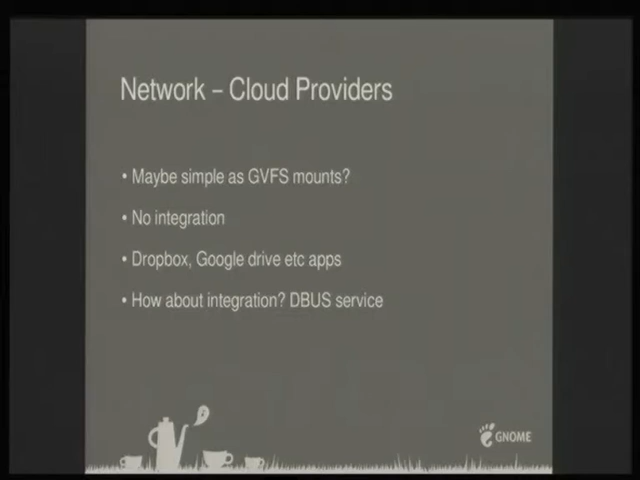 Network – Cloud Providers
• Maybe simple as GVFS mounts?
• No integration
• Dropbox, Google drive etc apps
• How about integration? DBUS service
GNOME